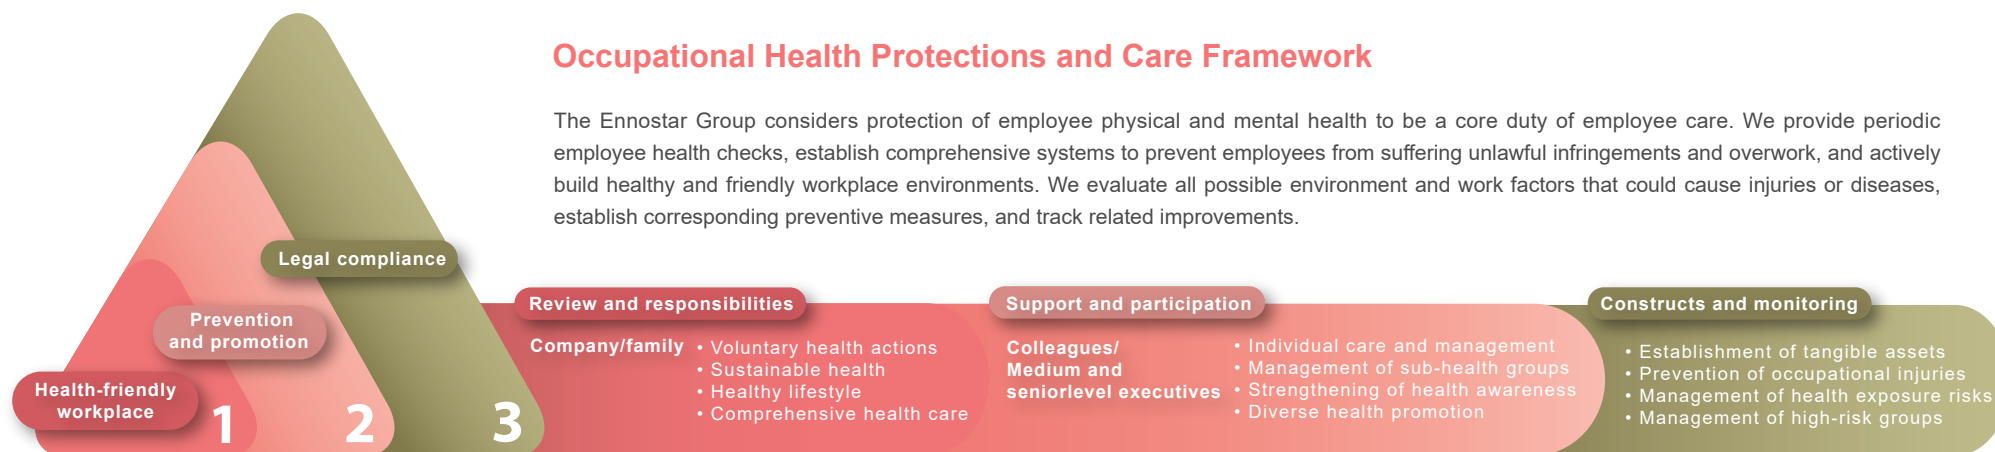 Occupational Health Protections and Care Framework
The Ennostar Group considers protection of employee physical and mental health to be a core duty of employee care. We provide periodic
employee health checks, establish comprehensive systems to prevent employees from suffering unlawful infringements and overwork, and actively
build healthy and friendly workplace environments. We evaluate all possible environment and work factors that could cause injuries or diseases,
establish corresponding preventive measures, and track related improvements.
Legal compliance
Prevention
and promotion
Health-friendly
workplace
1
2
3
Review and responsibilities
Company/family
• Voluntary health actions
• Sustainable health
• Healthy lifestyle
• Comprehensive health care
Support and participation
Colleagues/
Medium and
seniorlevel executives
• Individual care and management
• Management of sub-health groups
• Strengthening of health awareness
• Diverse health promotion
Constructs and monitoring
• Establishment of tangible assets
• Prevention of occupational injuries
• Management of health exposure risks
• Management of high-risk groups